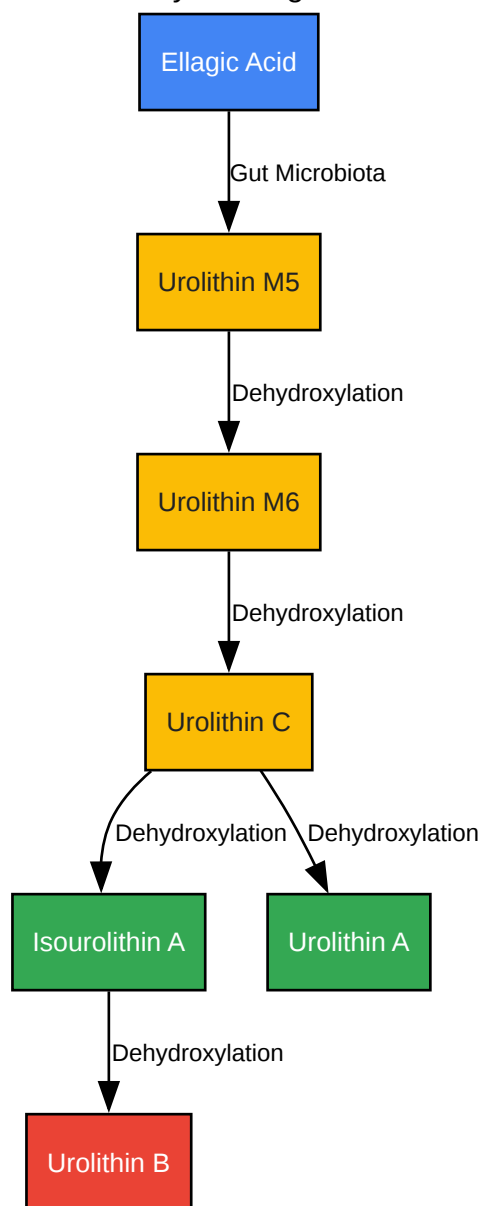 Ellagic Acid
Gut Microbiota
Urolithin M5
Dehydroxylation
Urolithin M6
Dehydroxylation
Urolithin C
Dehydroxylation Dehydroxylation
Isourolithin A Urolithin A
Dehydroxylation
Urolithin B